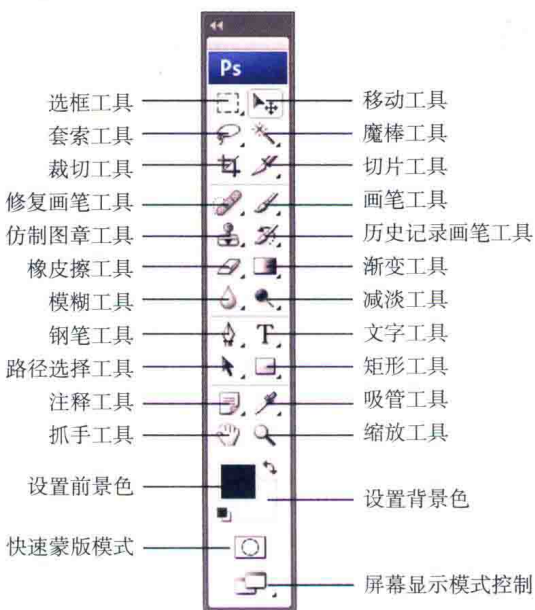 Ps
选框工具
移动工具
套索工具
魔棒工具
裁切工具
切片工具
修复画笔工具
画笔工具
仿制图章工具
历史记录画笔工具
橡皮擦工具
渐变工具
模糊工具
减淡工具
钢笔工具
文字工具
路径选择工具
矩形工具
注释工具
吸管工具
抓手工具
缩放工具
设置前景色
设置背景色
快速蒙版模式
屏幕显示模式控制